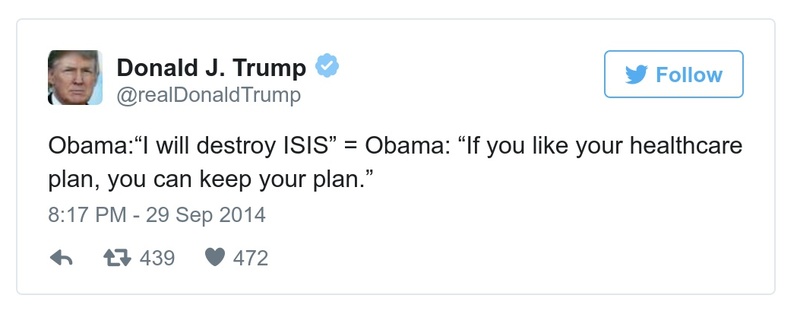 Donald J. Trump
@realDonaldTrump
Follow
Obama:“I will destroy ISIS” = Obama: “If you like your healthcare
plan, you can keep your plan.”
8:17 PM - 29 Sep 2014
439 472